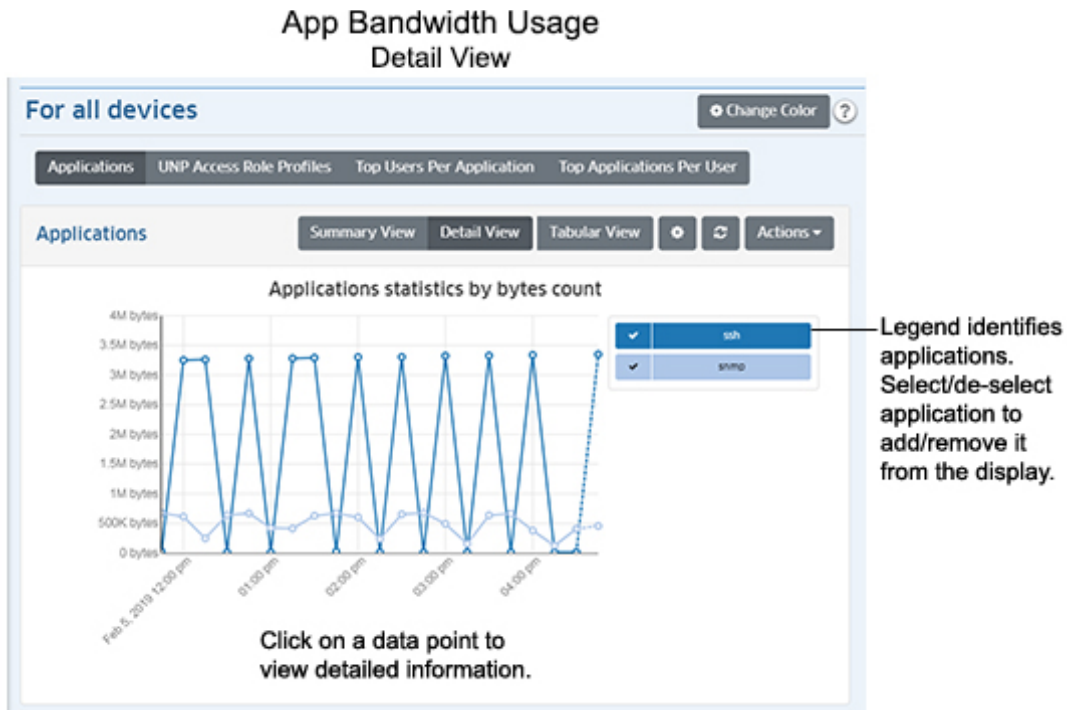 App Bandwidth Usage
Detail View
For all devices
Change Color ?
Applications UNP Access Role Profiles Top Users Per Application Top Applications Per User
Applications Summary View Detail View Tabular View Actions
Applications statistics by bytes count
4M bytes
3.5M bytes
3M bytes
2.5M bytes
2M bytes
1.5M bytes
1M bytes
500K bytes
0 bytes
Feb 5, 2019 12:00 pm
01:00 pm
02:00 pm
03:00 pm
04:00 pm
ssh
snmp
Legend identifies
applications.
Select/de-select
application to
add/remove it
from the display.
Click on a data point to
view detailed information.